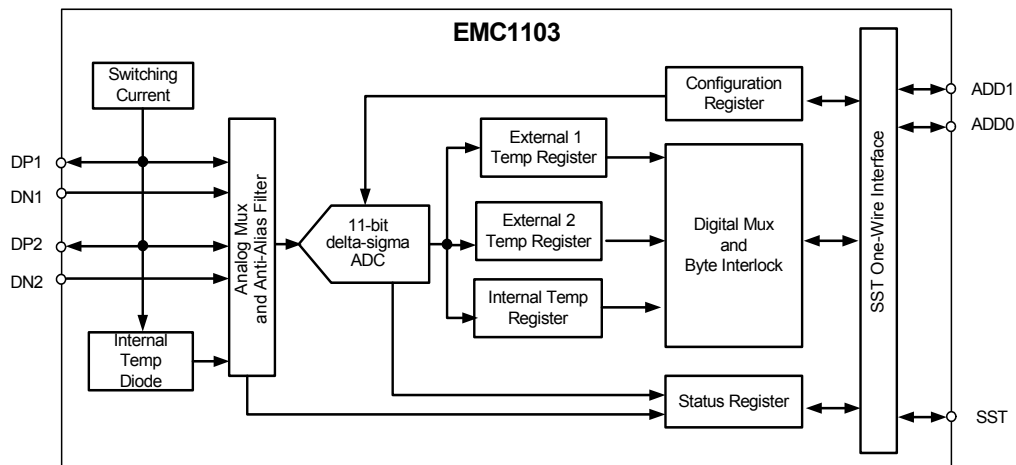 EMC1103
Switching
Current
Configuration
Register
ADD1
ADD0
DP1
DN1
DP2
DN2
Analog Mux
and Anti-Alias Filter
11-bit
delta-sigma
ADC
External 1
Temp Register
External 2
Temp Register
Internal Temp
Register
Digital Mux
and
Byte Interlock
SST One-Wire Interface
Internal
Temp
Diode
Status Register
SST